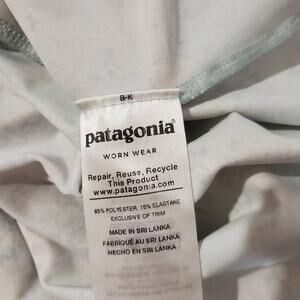 B-K
patagonia®
WORN WEAR
Repair, Reuse, Recycle
This Product
www.patagonia.com
85% POLYESTER, 15% ELASTANE
EXCLUSIVE OF TRIM
MADE IN SRI LANKA
FABRIQUÉ AU SRI LANKA
HECHO EN SRI LANKA